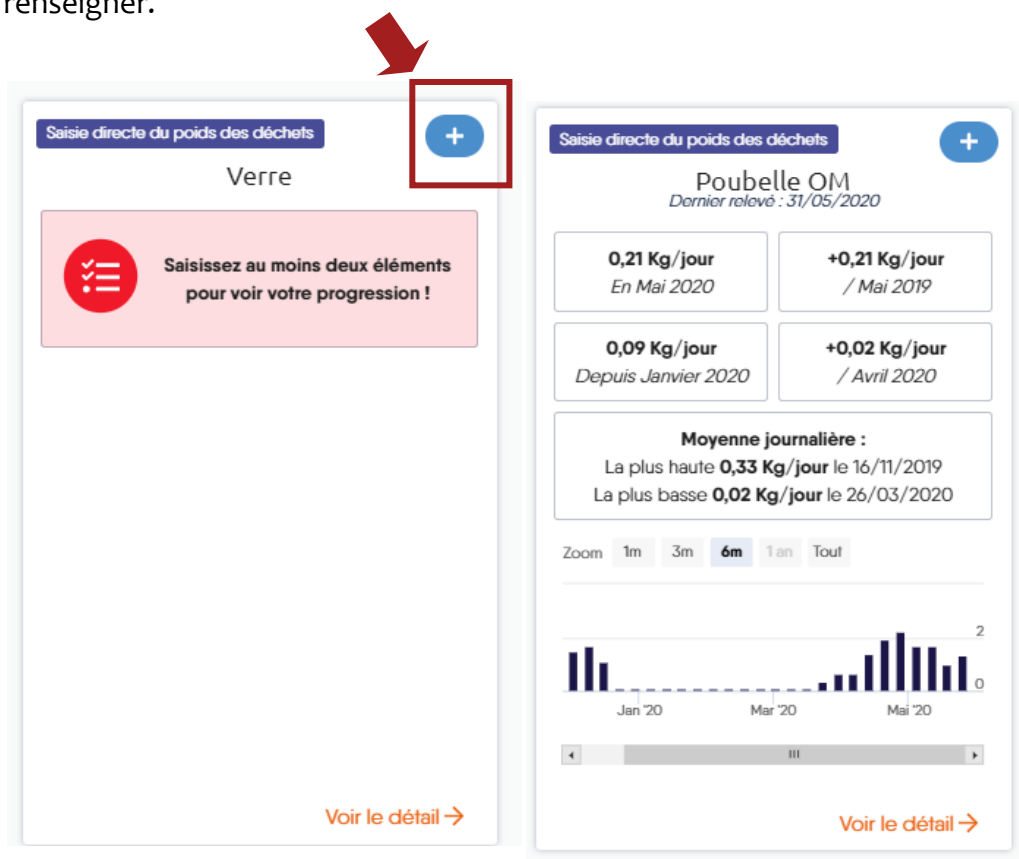 renseigner.
Saisie directe du poids des déchets
+
Verre
Saisissez au moins deux éléments
pour voir votre progression !
Voir le détail →
Saisie directe du poids des déchets
+
Poubelle OM
Dernier relevé : 31/05/2020
0,21 Kg/jour
En Mai 2020
+0,21 Kg/jour
/ Mai 2019
0,09 Kg/jour
Depuis Janvier 2020
+0,02 Kg/jour
/ Avril 2020
Moyenne journalière :
La plus haute 0,33 Kg/jour le 16/11/2019
La plus basse 0,02 Kg/jour le 26/03/2020
Zoom 1m 3m 6m 1 an Tout
2
0
Jan '20 Mar '20 Mai '20
Voir le détail →